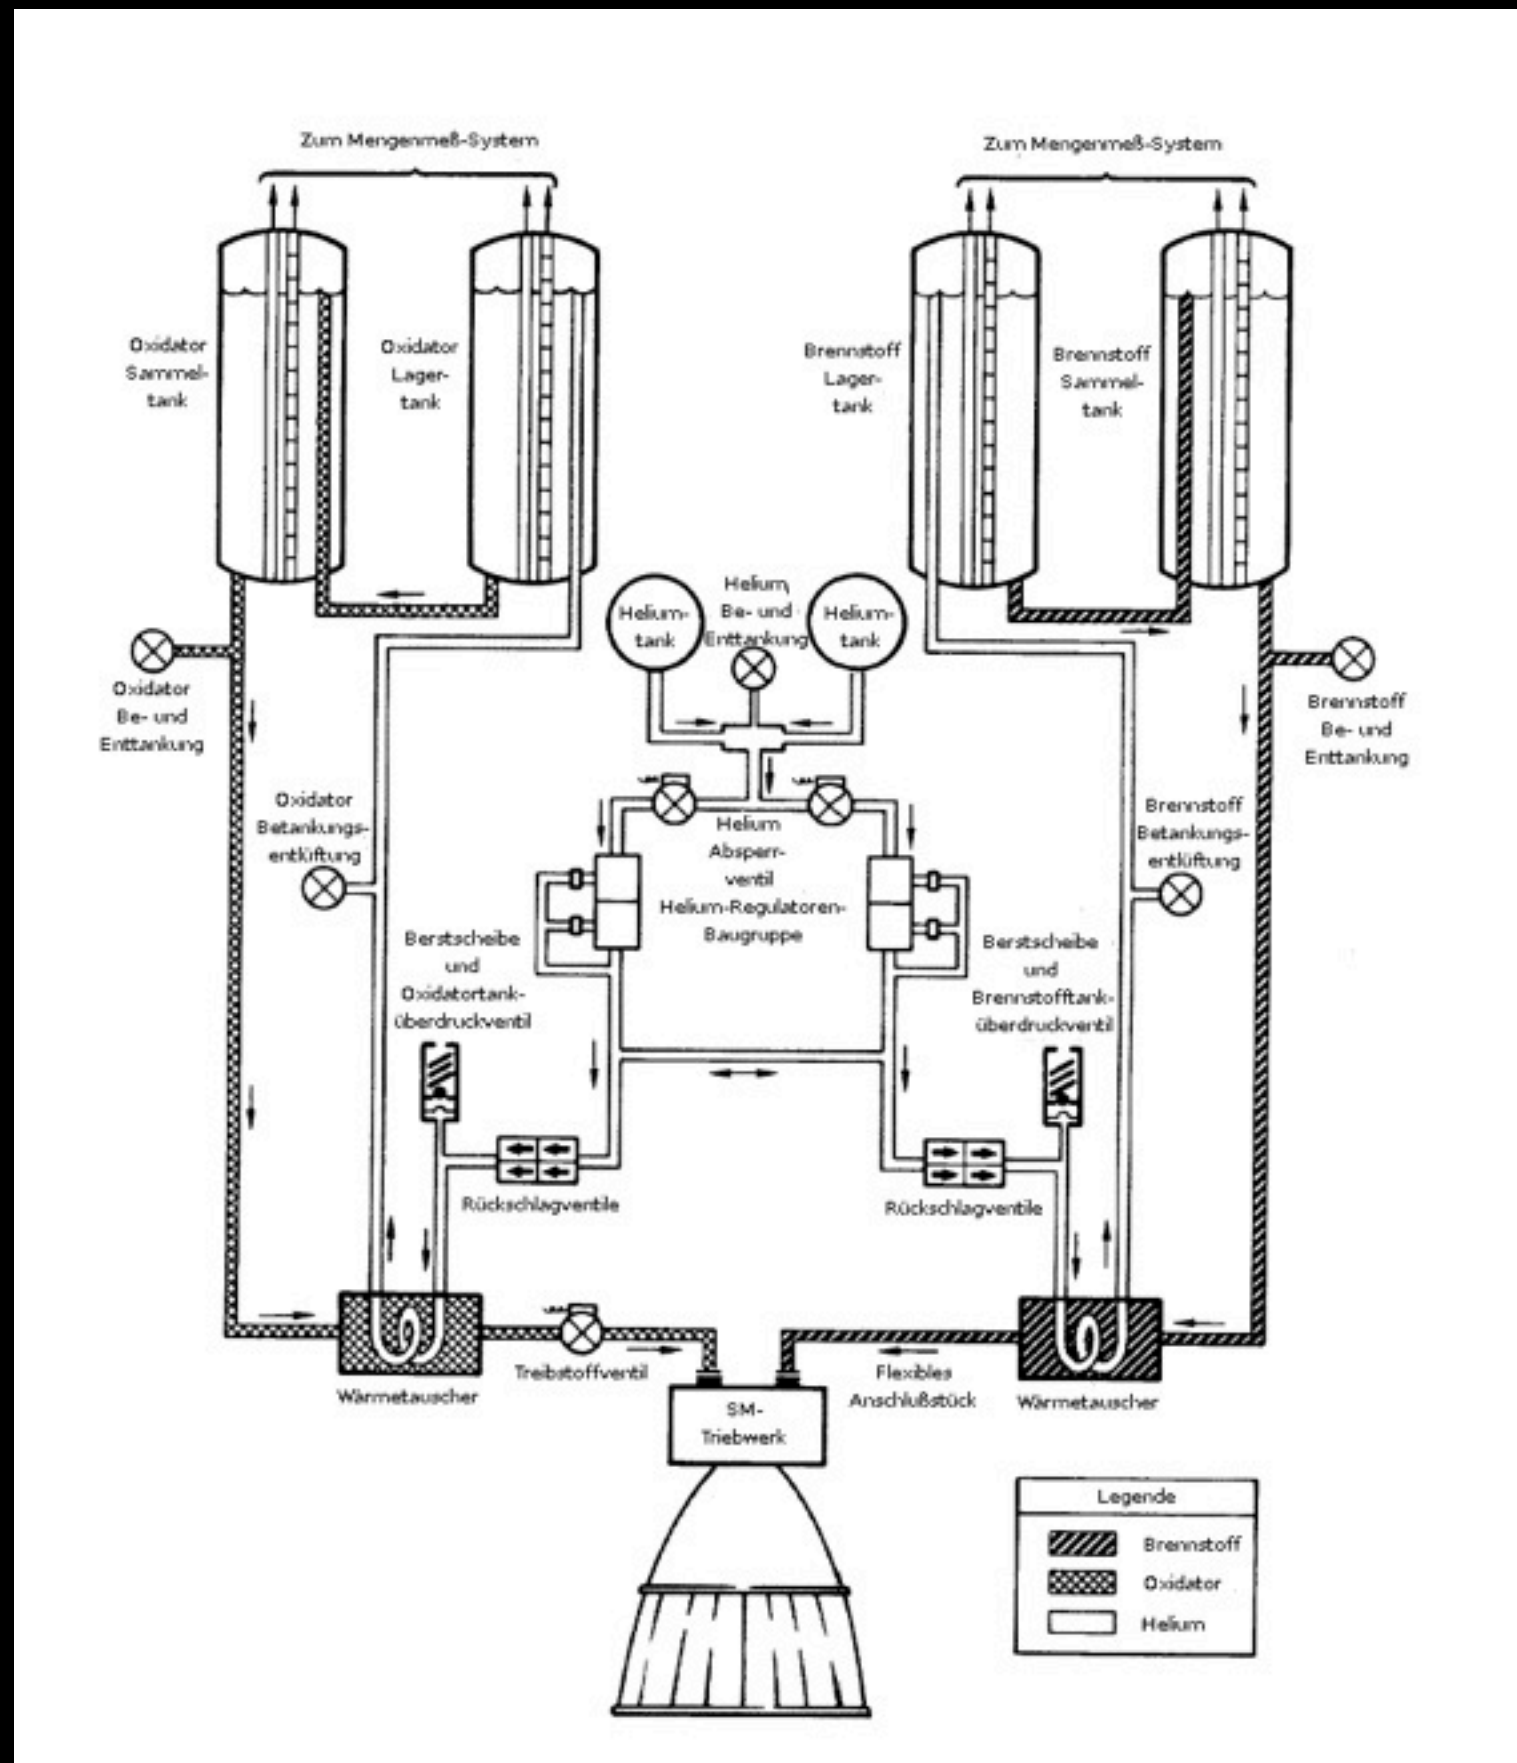 Zum Mengenmeß-System
Zum Mengenmeß-System
Oxidator
Sammel-
tank
Oxidator
Lager-
tank
Brennstoff
Lager-
tank
Brennstoff
Sammel-
tank
Helium-
tank
Helium,
Be- und
Enttankung
Helium-
tank
Oxidator
Be- und
Enttankung
Brennstoff
Be- und
Enttankung
Oxidator
Betankungs-
entlüftung
Helium
Absperr-
ventil
Helium-Regulatoren-
Baugruppe
Brennstoff
Betankungs-
entlüftung
Berstscheibe
und
Oxidatortank-
überdruckventil
Berstscheibe
und
Brennstofftank-
überdruckventil
Rückschlagventile
Rückschlagventile
Wärmetauscher
Treibstoffventil
Flexibles
Anschlußstück
Wärmetauscher
SM-
Triebwerk
Legende
Brennstoff
Oxidator
Helium